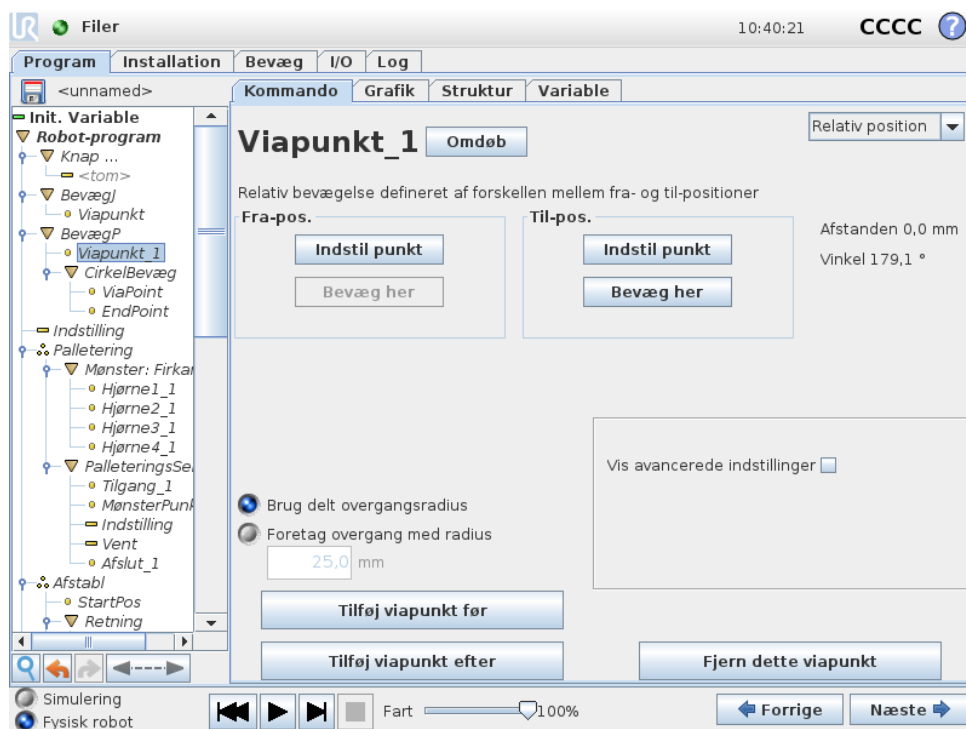 UR Filer 10:40:21 CCCC ?
Program Installation Bevæg I/O Log
<unnamed> Kommando Grafik Struktur Variable
Init. Variable
Robot-program
Knap ...
<tom>
BevægJ
Viapunkt
BevægP
Viapunkt_1
CirkelBevæg
ViaPoint
EndPoint
Indstilling
Palletering
Mønster: Firkan
Hjørne1_1
Hjørne2_1
Hjørne3_1
Hjørne4_1
PalleteringsSe
Tilgang_1
MønsterPunk
Indstilling
Vent
Afslut_1
Afstabl
StartPos
Retning
Viapunkt_1 Omdøb Relativ position
Relativ bevægelse defineret af forskellen mellem fra- og til-positioner
Fra-pos. Til-pos.
Indstil punkt Indstil punkt
Bevæg her Bevæg her
Afstanden 0,0 mm
Vinkel 179,1 °
Vis avancerede indstillinger
Brug delt overgangsradius
Foretag overgang med radius
25,0 mm
Tilføj viapunkt før
Tilføj viapunkt efter Fjern dette viapunkt
Simulering
Fysisk robot
Fart 100% Forrige Næste